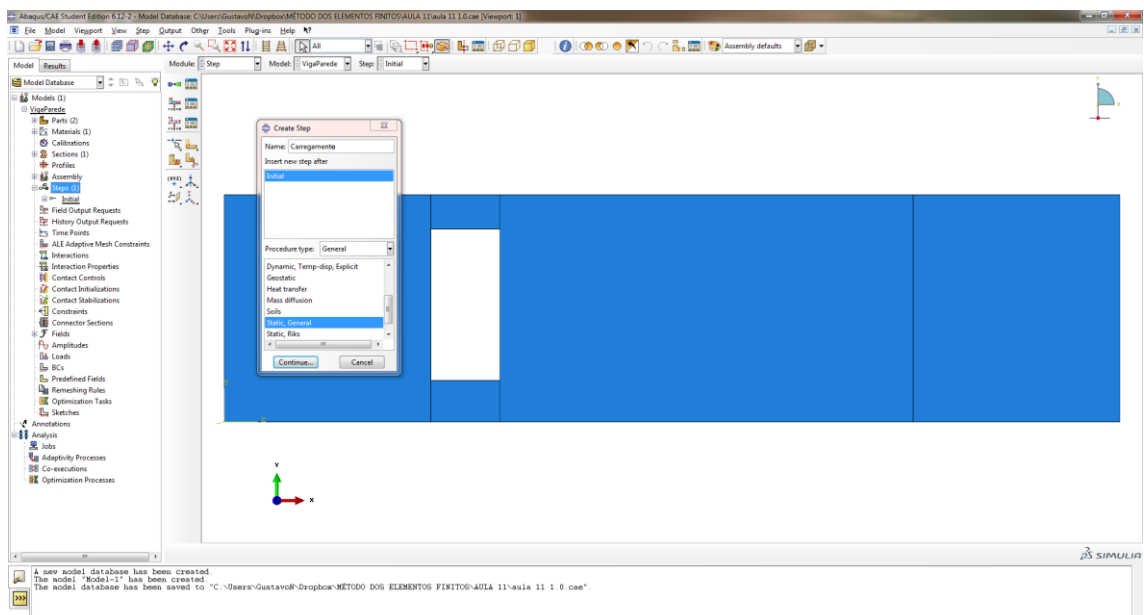 Abaqus/CAE Student Edition 6.12-2 - Model Database: C:\Users\GustavoN\Dropbox\MÉTODO DOS ELEMENTOS FINITOS\AULA 11\aula 11 1.0.cae [Viewport: 1]
File Model Viewport View Step Output Other Tools Plug-ins Help
All
Assembly defaults
Model Results
Module: Step Model: VigaParede Step: Initial
Model Database
Models (1)
VigaParede
Parts (2)
Materials (1)
Calibrations
Sections (1)
Profiles
Assembly
Steps (1)
Initial
Field Output Requests
History Output Requests
Time Points
ALE Adaptive Mesh Constraints
Interactions
Interaction Properties
Contact Controls
Contact Initializations
Contact Stabilizations
Constraints
Connector Sections
Fields
Amplitudes
Loads
BCs
Predefined Fields
Remeshing Rules
Optimization Tasks
Sketches
Annotations
Analysis
Jobs
Adaptivity Processes
Co-executions
Optimization Processes
Create Step
Name: Carregamento
Insert new step after
Initial
Procedure type: General
Dynamic, Temp-disp, Explicit
Geostatic
Heat transfer
Mass diffusion
Soils
Static, General
Static, Riks
Continue... Cancel
Y
X
Y
X
SIMULIA
A new model database has been created.
The model "Model-1" has been created.
The model database has been saved to "C:\Users\GustavoN\Dropbox\MÉTODO DOS ELEMENTOS FINITOS\AULA 11\aula 11 1.0.cae".
>>>